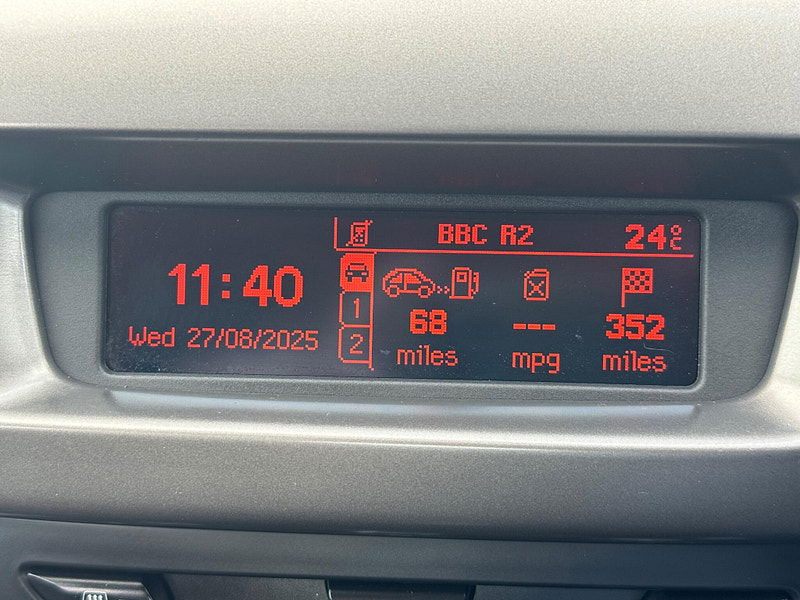 BBC R2 24°C
11:40
Wed 27/08/2025
1
2
68 --- 352
miles mpg miles